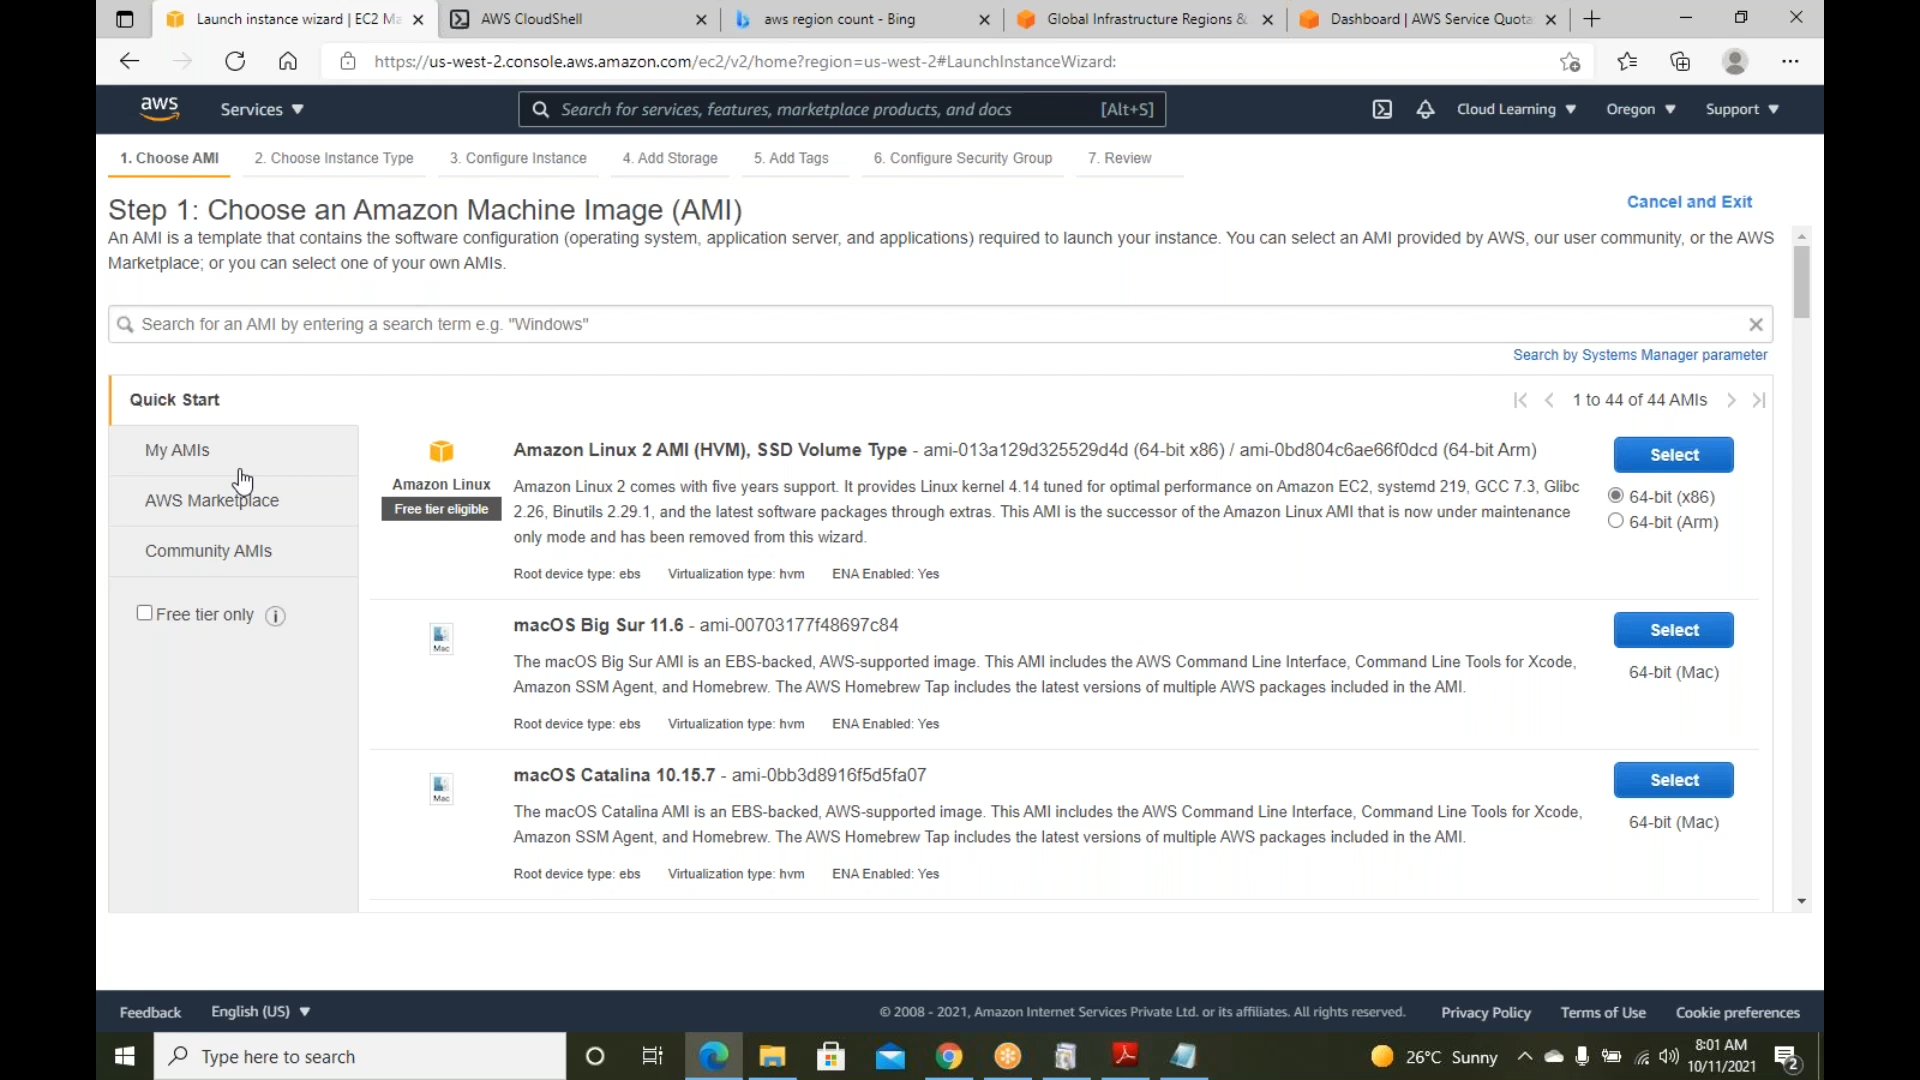 Launch instance wizard | EC2 Ma
AWS CloudShell
aws region count - Bing
Global Infrastructure Regions &
Dashboard | AWS Service Quota
https://us-west-2.console.aws.amazon.com/ec2/v2/home?region=us-west-2#LaunchInstanceWizard:
aws
Services
Search for services, features, marketplace products, and docs
[Alt+S]
Cloud Learning
Oregon
Support
1. Choose AMI
2. Choose Instance Type
3. Configure Instance
4. Add Storage
5. Add Tags
6. Configure Security Group
7. Review
Step 1: Choose an Amazon Machine Image (AMI)
Cancel and Exit
An AMI is a template that contains the software configuration (operating system, application server, and applications) required to launch your instance. You can select an AMI provided by AWS, our user community, or the AWS
Marketplace; or you can select one of your own AMIs.
Search for an AMI by entering a search term e.g. "Windows"
Search by Systems Manager parameter
Quick Start
1 to 44 of 44 AMIs
My AMIs
AWS Marketplace
Community AMIs
Free tier only
Amazon Linux
Free tier eligible
Amazon Linux 2 AMI (HVM), SSD Volume Type - ami-013a129d325529d4d (64-bit x86) / ami-0bd804c6ae66f0dcd (64-bit Arm)
Amazon Linux 2 comes with five years support. It provides Linux kernel 4.14 tuned for optimal performance on Amazon EC2, systemd 219, GCC 7.3, Glibc
2.26, Binutils 2.29.1, and the latest software packages through extras. This AMI is the successor of the Amazon Linux AMI that is now under maintenance
only mode and has been removed from this wizard.
Root device type: ebs Virtualization type: hvm ENA Enabled: Yes
Select
64-bit (x86)
64-bit (Arm)
Mac
macOS Big Sur 11.6 - ami-00703177f48697c84
The macOS Big Sur AMI is an EBS-backed, AWS-supported image. This AMI includes the AWS Command Line Interface, Command Line Tools for Xcode,
Amazon SSM Agent, and Homebrew. The AWS Homebrew Tap includes the latest versions of multiple AWS packages included in the AMI.
Root device type: ebs Virtualization type: hvm ENA Enabled: Yes
Select
64-bit (Mac)
Mac
macOS Catalina 10.15.7 - ami-0bb3d8916f5d5fa07
The macOS Catalina AMI is an EBS-backed, AWS-supported image. This AMI includes the AWS Command Line Interface, Command Line Tools for Xcode,
Amazon SSM Agent, and Homebrew. The AWS Homebrew Tap includes the latest versions of multiple AWS packages included in the AMI.
Root device type: ebs Virtualization type: hvm ENA Enabled: Yes
Select
64-bit (Mac)
Feedback
English (US)
© 2008 - 2021, Amazon Internet Services Private Ltd. or its affiliates. All rights reserved.
Privacy Policy
Terms of Use
Cookie preferences
Type here to search
26°C Sunny
8:01 AM
10/11/2021
2